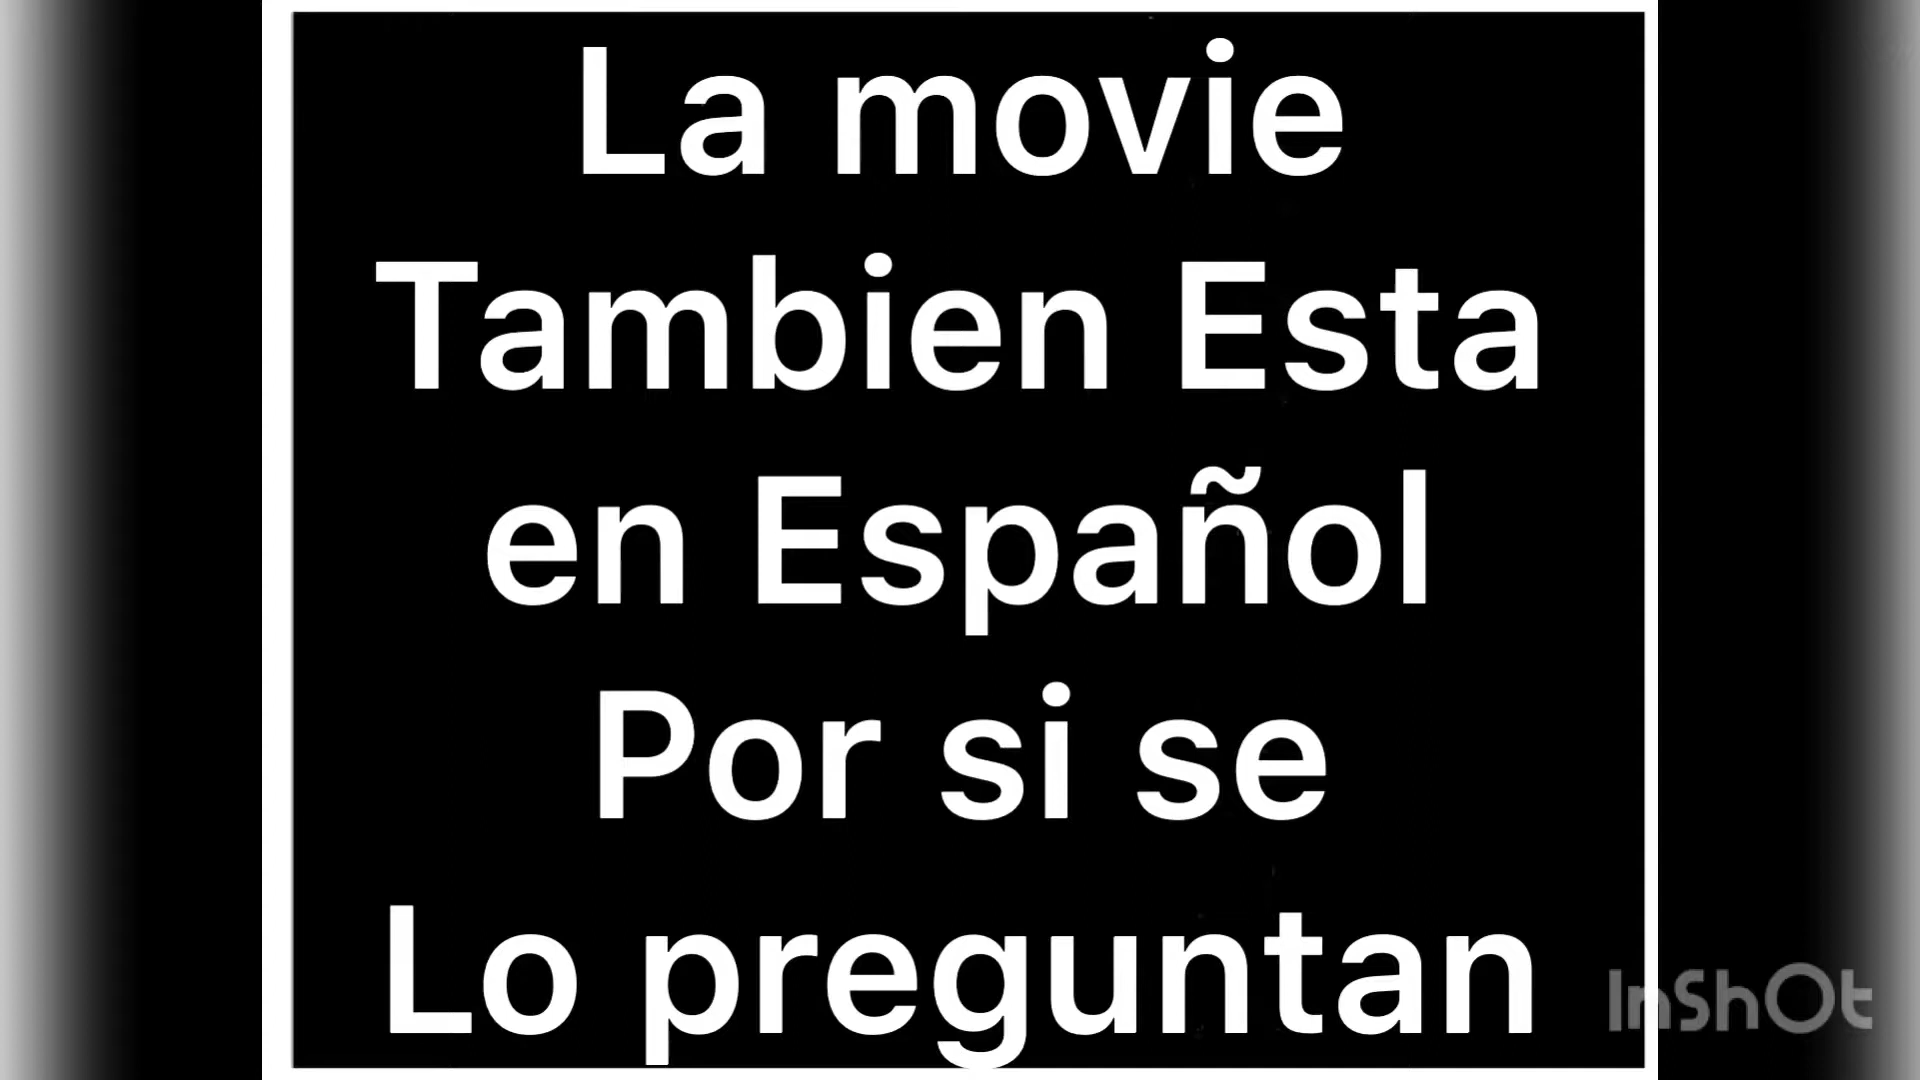 La movie
Tambien Esta
en Español
Por si se
Lo preguntan
InShOt